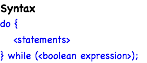 Syntax
do {
<statements>
} while (<boolean expression>);